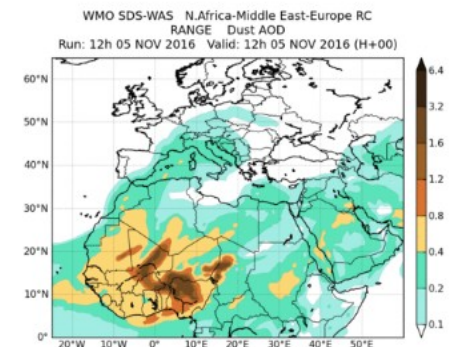 WMO SDS-WAS N.Africa-Middle East-Europe RC
RANGE Dust AOD
Run: 12h 05 NOV 2016 Valid: 12h 05 NOV 2016 (H+00)
60°N
50°N
40°N
30°N
20°N
10°N
0°
20°W 10°W 0° 10°E 20°E 30°E 40°E 50°E
6.4
3.2
1.6
1.2
0.8
0.4
0.2
0.1